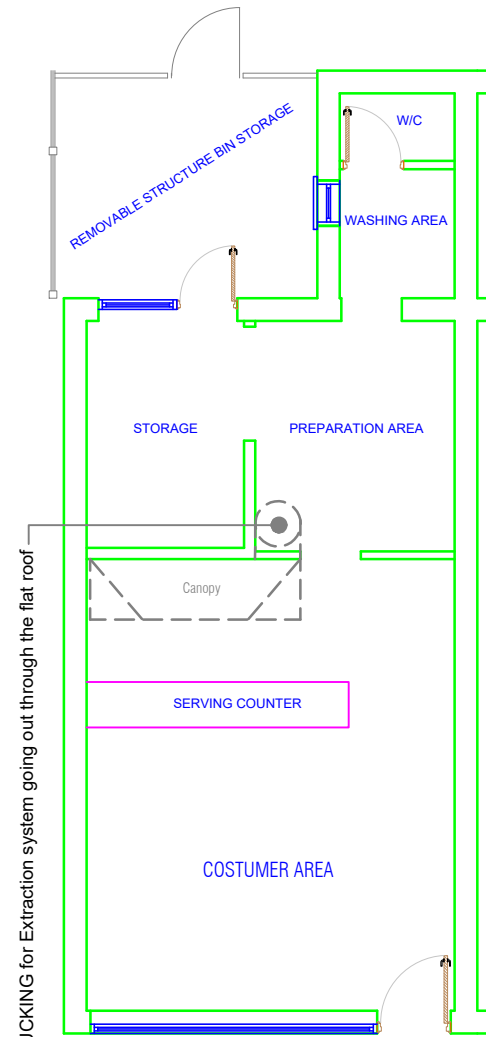 W/C
REMOVABLE STRUCTURE BIN STORAGE
WASHING AREA
STORAGE
PREPARATION AREA
Canopy
SERVING COUNTER
COSTUMER AREA
for Extraction system going out through the flat roof